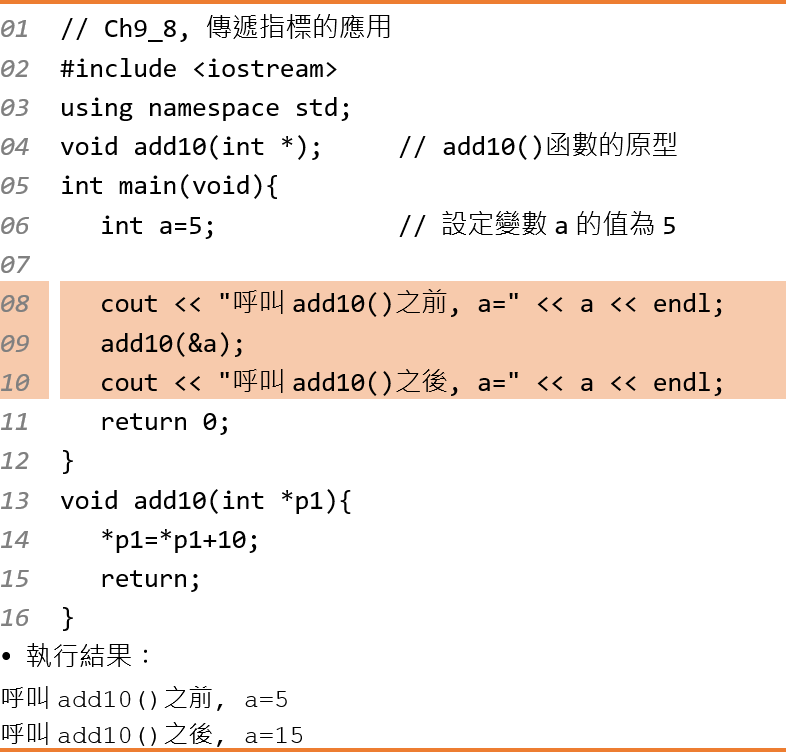 01 // Ch9_8, 傳遞指標的應用
02 #include <iostream>
03 using namespace std;
04 void add10(int *); // add10()函數的原型
05 int main(void){
06 int a=5; // 設定變數 a 的值為 5
07
08 cout << "呼叫 add10()之前, a=" << a << endl;
09 add10(&a);
10 cout << "呼叫 add10()之後, a=" << a << endl;
11 return 0;
12 }
13 void add10(int *p1){
14 *p1=*p1+10;
15 return;
16 }
• 執行結果：
呼叫 add10()之前, a=5
呼叫 add10()之後, a=15